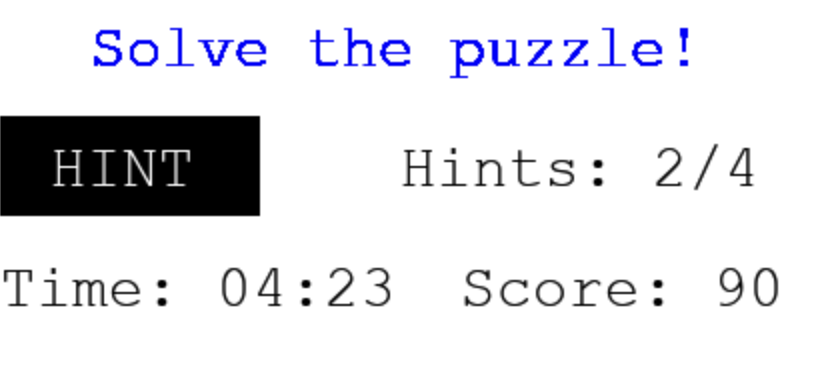 Solve the puzzle!
HINT Hints: 2/4
Time: 04:23 Score: 90